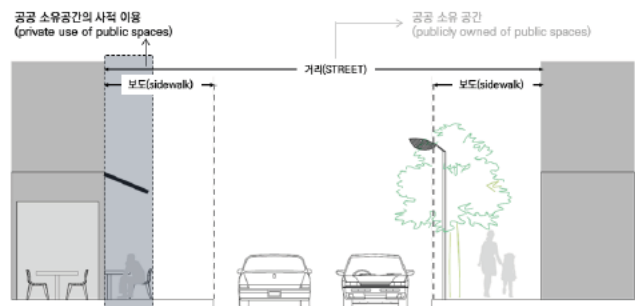 공공 소유공간의 사적 이용
(private use of public spaces)
공공 소유 공간
(publicly owned of public spaces)
거리(STREET)
보도(sidewalk)
보도(sidewalk)